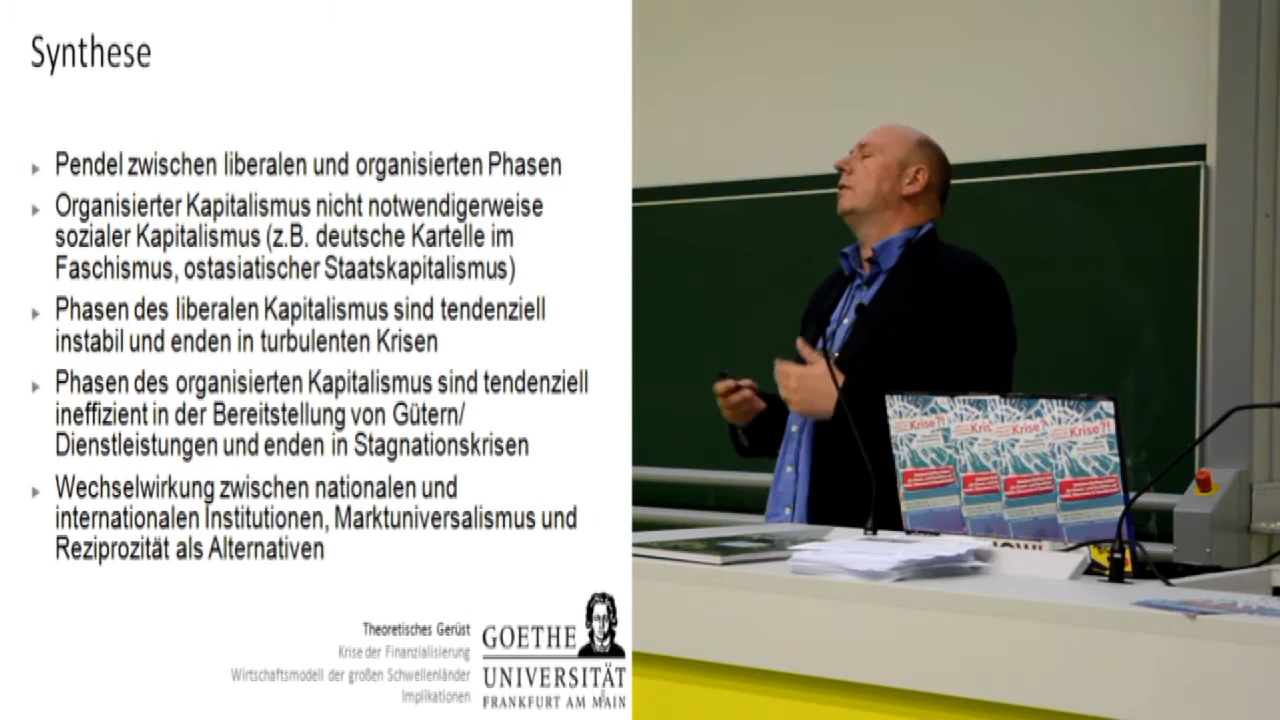 Synthese
Pendel zwischen liberalen und organisierten Phasen
Organisierter Kapitalismus nicht notwendigerweise
sozialer Kapitalismus (z.B. deutsche Kartelle im
Faschismus, ostasiatischer Staatskapitalismus)
Phasen des liberalen Kapitalismus sind tendenziell
instabil und enden in turbulenten Krisen
Phasen des organisierten Kapitalismus sind tendenziell
ineffizient in der Bereitstellung von Gütern/
Dienstleistungen und enden in Stagnationskrisen
Wechselwirkung zwischen nationalen und
internationalen Institutionen, Marktuniversalismus und
Reziprozität als Alternativen
Theoretisches Gerüst
Krise der Finanzialisierung
Wirtschaftsmodell der großen Schwellenländer
Implikationen
GOETHE
UNIVERSITÄT
FRANKFURT AM MAIN
Krise?!
Kris
Krise?
Krise?!